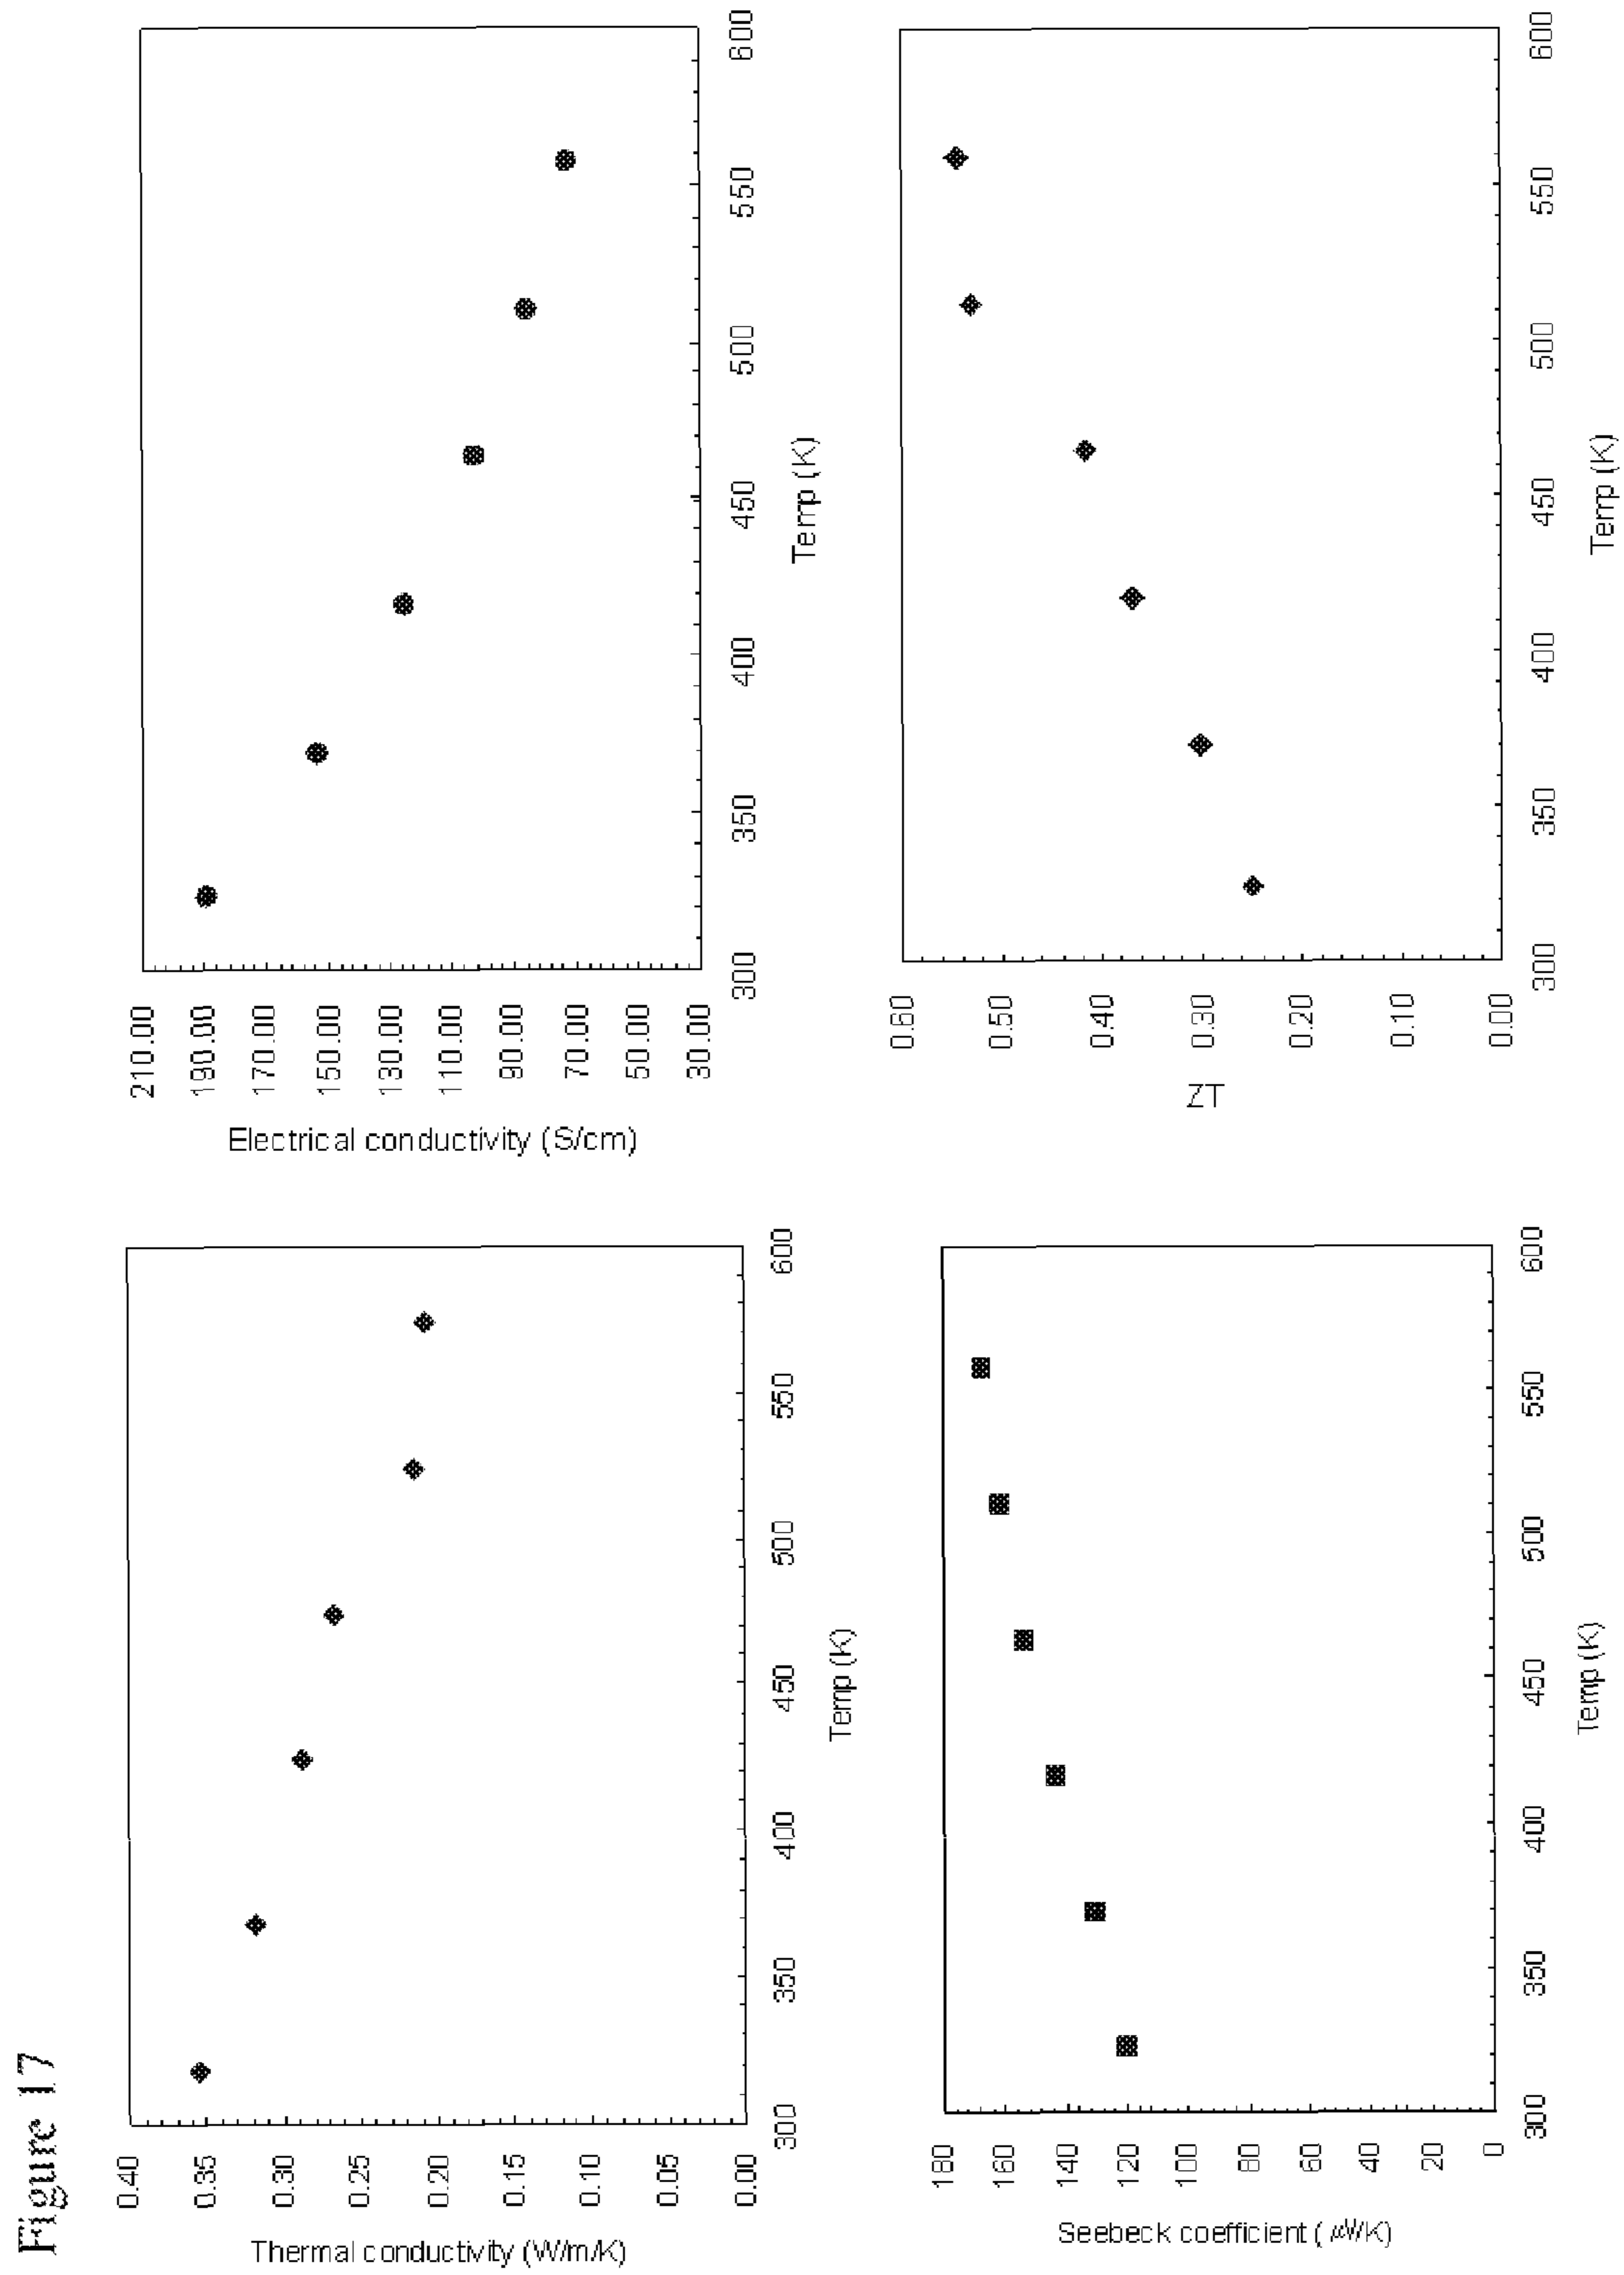 Figure 17
0.40
0.35
0.30
0.25
0.20
0.15
0.10
0.05
0.00
Thermal conductivity (W/m/K)
300 350 400 450 500 550 600
Temp (K)
210.00
190.00
170.00
150.00
130.00
110.00
90.00
70.00
50.00
30.00
Electrical conductivity (S/cm)
300 350 400 450 500 550 600
Temp (K)
180
160
140
120
100
80
60
40
20
0
Seebeck coefficient (μV/K)
300 350 400 450 500 550 600
Temp (K)
0.60
0.50
0.40
0.30
0.20
0.10
0.00
ZT
300 350 400 450 500 550 600
Temp (K)